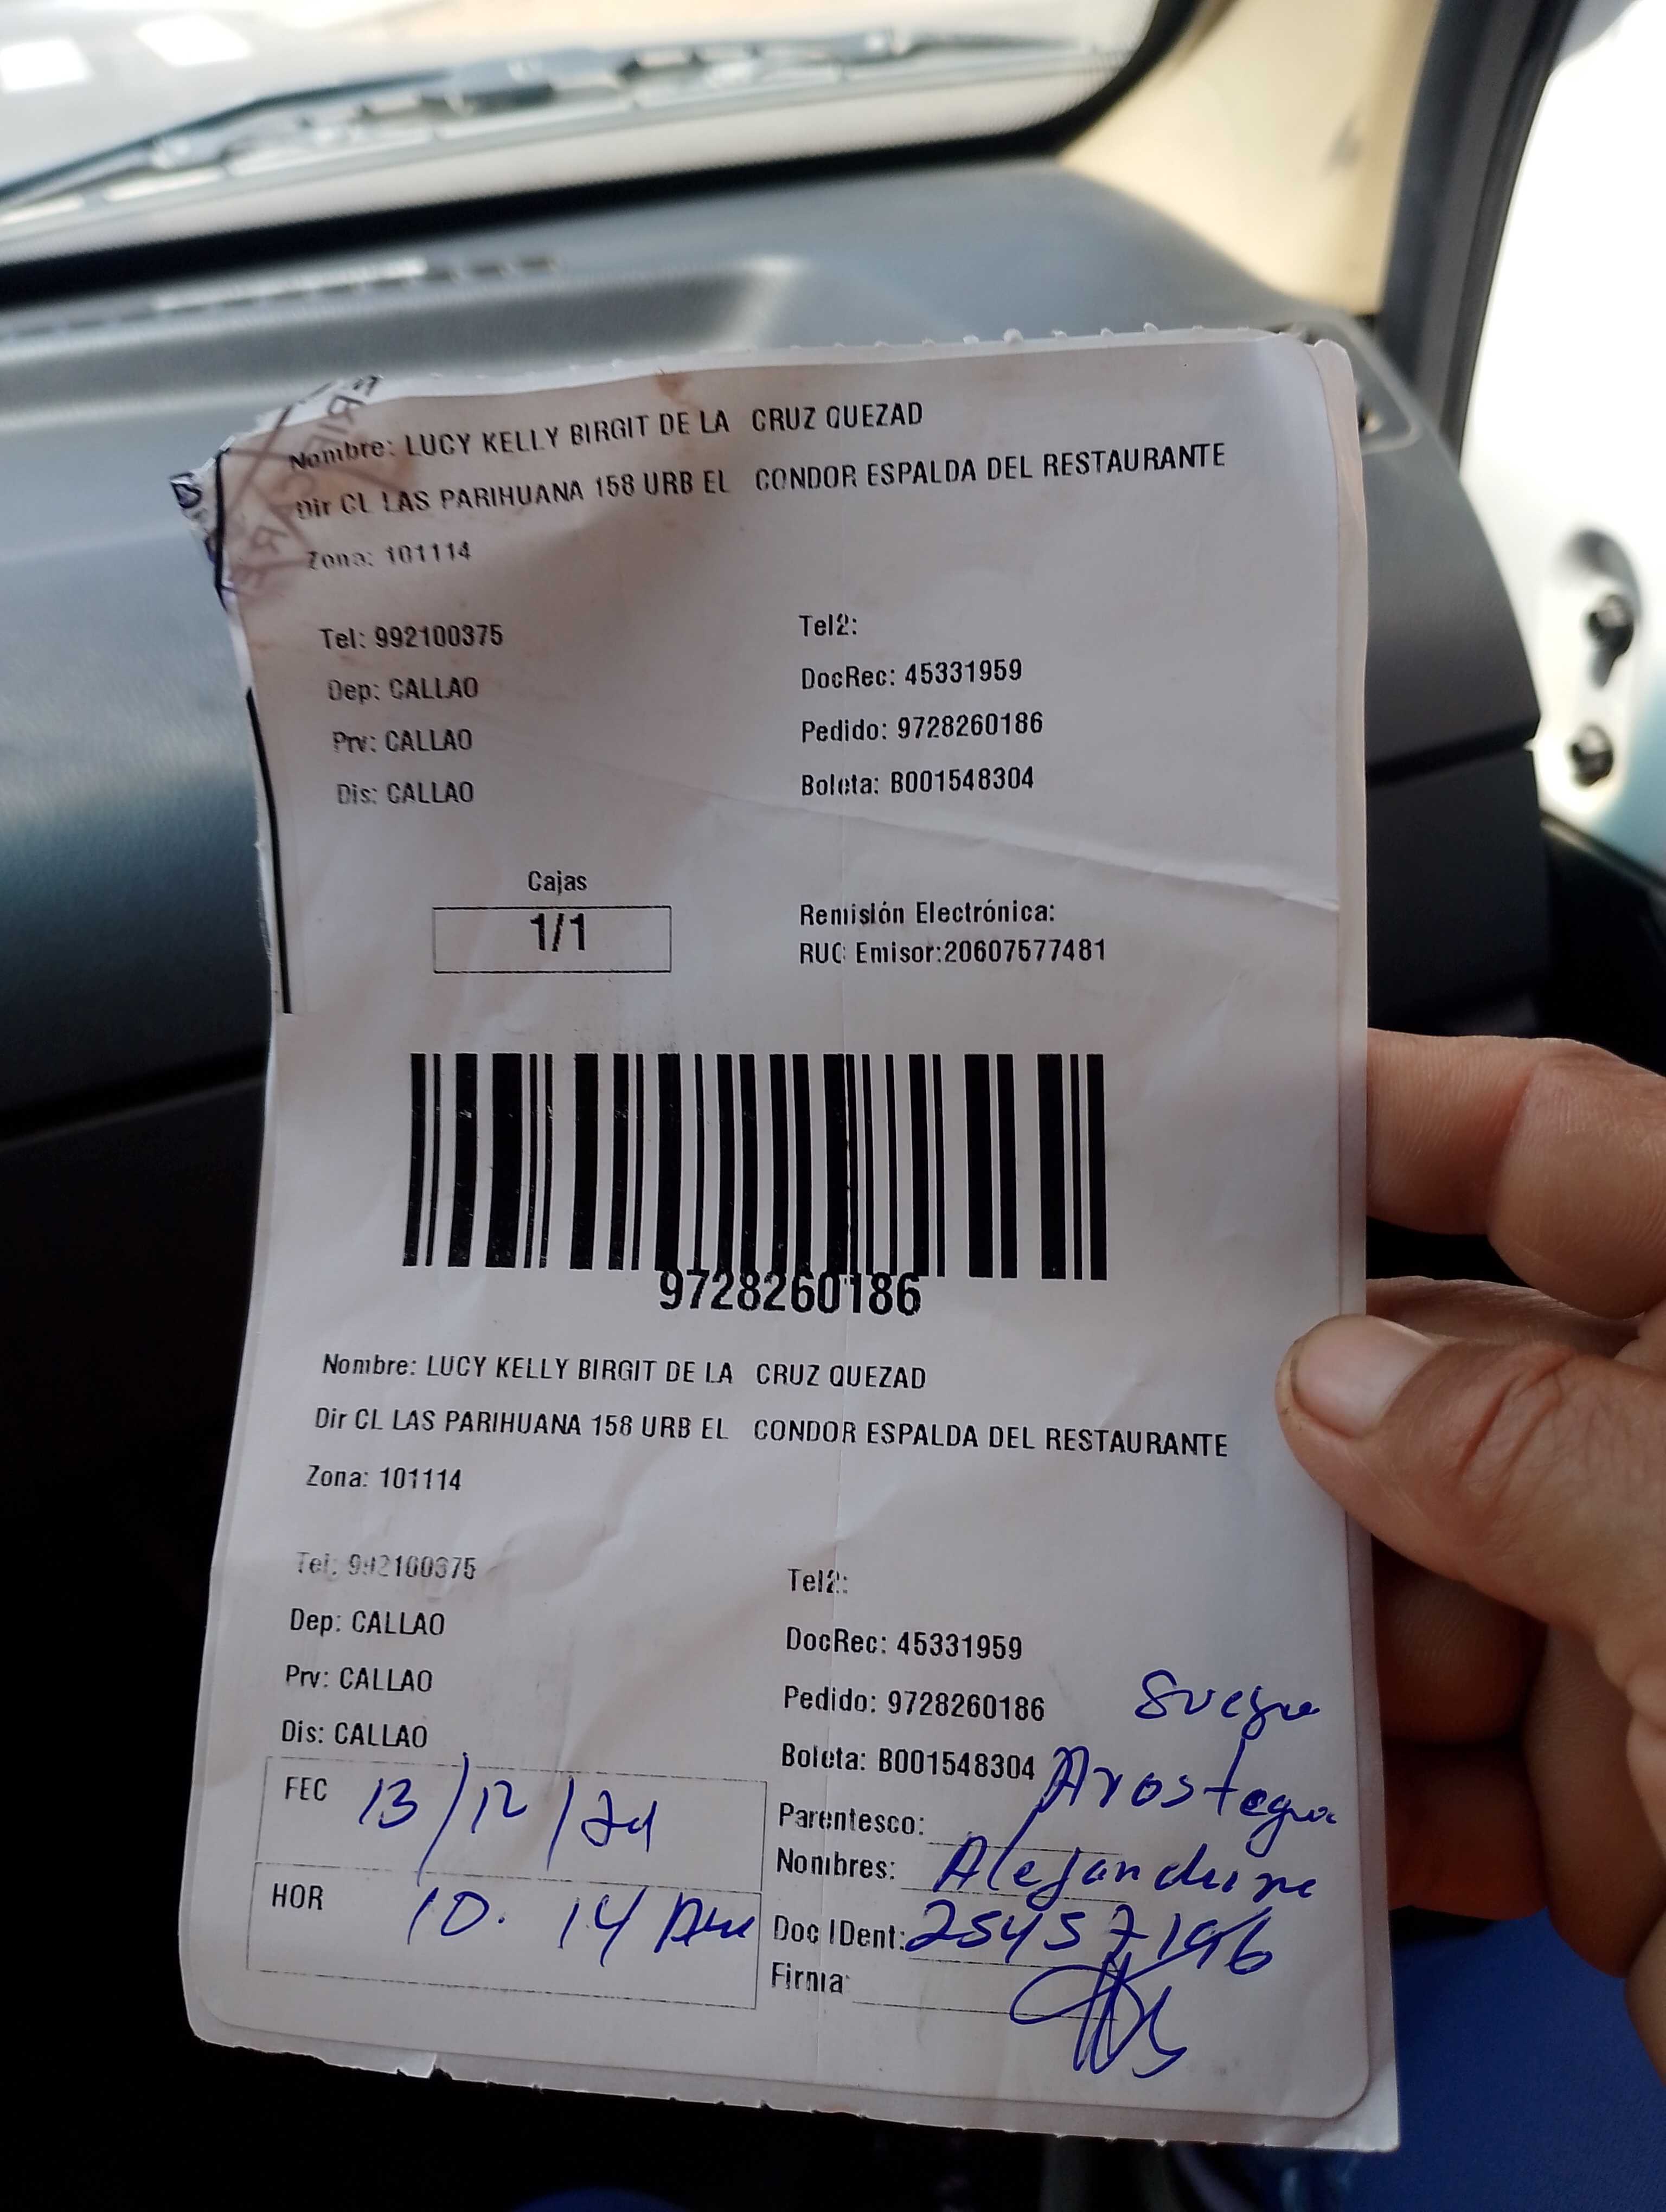 Nombre: LUCY KELLY BIRGIT DE LA CRUZ QUEZAD
Dir CL LAS PARIHUANA 158 URB EL CONDOR ESPALDA DEL RESTAURANTE
Zona: 101114
Tel: 992100375 Tel2:
Dep: CALLAO DocRec: 45331959
Prv: CALLAO Pedido: 9728260186
Dis: CALLAO Boleta: B001548304
Cajas
1/1
Remisión Electrónica:
RUC Emisor:20607577481
9728260186
Nombre: LUCY KELLY BIRGIT DE LA CRUZ QUEZAD
Dir CL LAS PARIHUANA 158 URB EL CONDOR ESPALDA DEL RESTAURANTE
Zona: 101114
Tel: 992100375 Tel2:
Dep: CALLAO DocRec: 45331959
Prv: CALLAO Pedido: 9728260186 Suegra
Dis: CALLAO Boleta: B001548304 Arostegui
FEC 13/12/24 Parentesco:
Nombres: Alejandrina
HOR 10. 14 Am Doc IDent: 25457196
Firma: